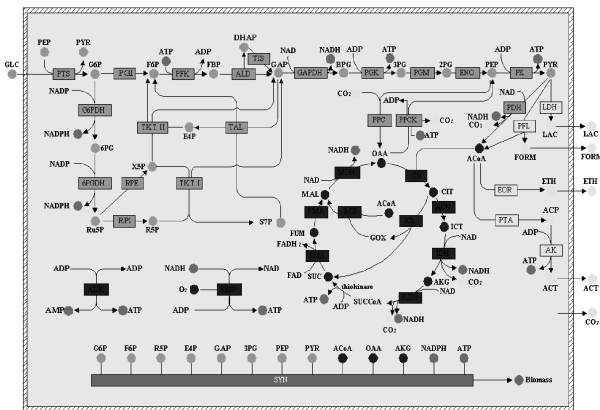 DHAP
PEP PYR ATP ADP TIS NAD NADH ADP ATP ADP ATP
GLC PTS G6P PGI F6P PFK FBP ALD GAP GAPDH BPG PGK 3PG PGM 2PG ENO PEP PK PYR
NADP CO2 ADP NAD PDH LDH
G6PDH NADPH CO2
TKT II E4P TAL PPC PPCK CO2 PFL LAC LAC
NADPH ATP
6PG NADH OAA ACoA FORM FORM
NADP X5P NAD CIT ETH ETH
6PGDH RPE TKT I MAL ACoA EOR
NADPH ICT PTA ACP
Ru5P RPI R5P S7P FUM GOX NAD ADP
FADH2 AK
ADP ADP NADH NAD FAD SUC AKG NADH CO2 ATP
O2 thiokinase NAD ACT ACT
AMP ATP ADP ATP ATP ADP SUCCoA
NADH
CO2 CO2
G6P F6P R5P E4P GAP 3PG PEP PYR ACoA OAA AKG NADPH ATP
SYN Biomass